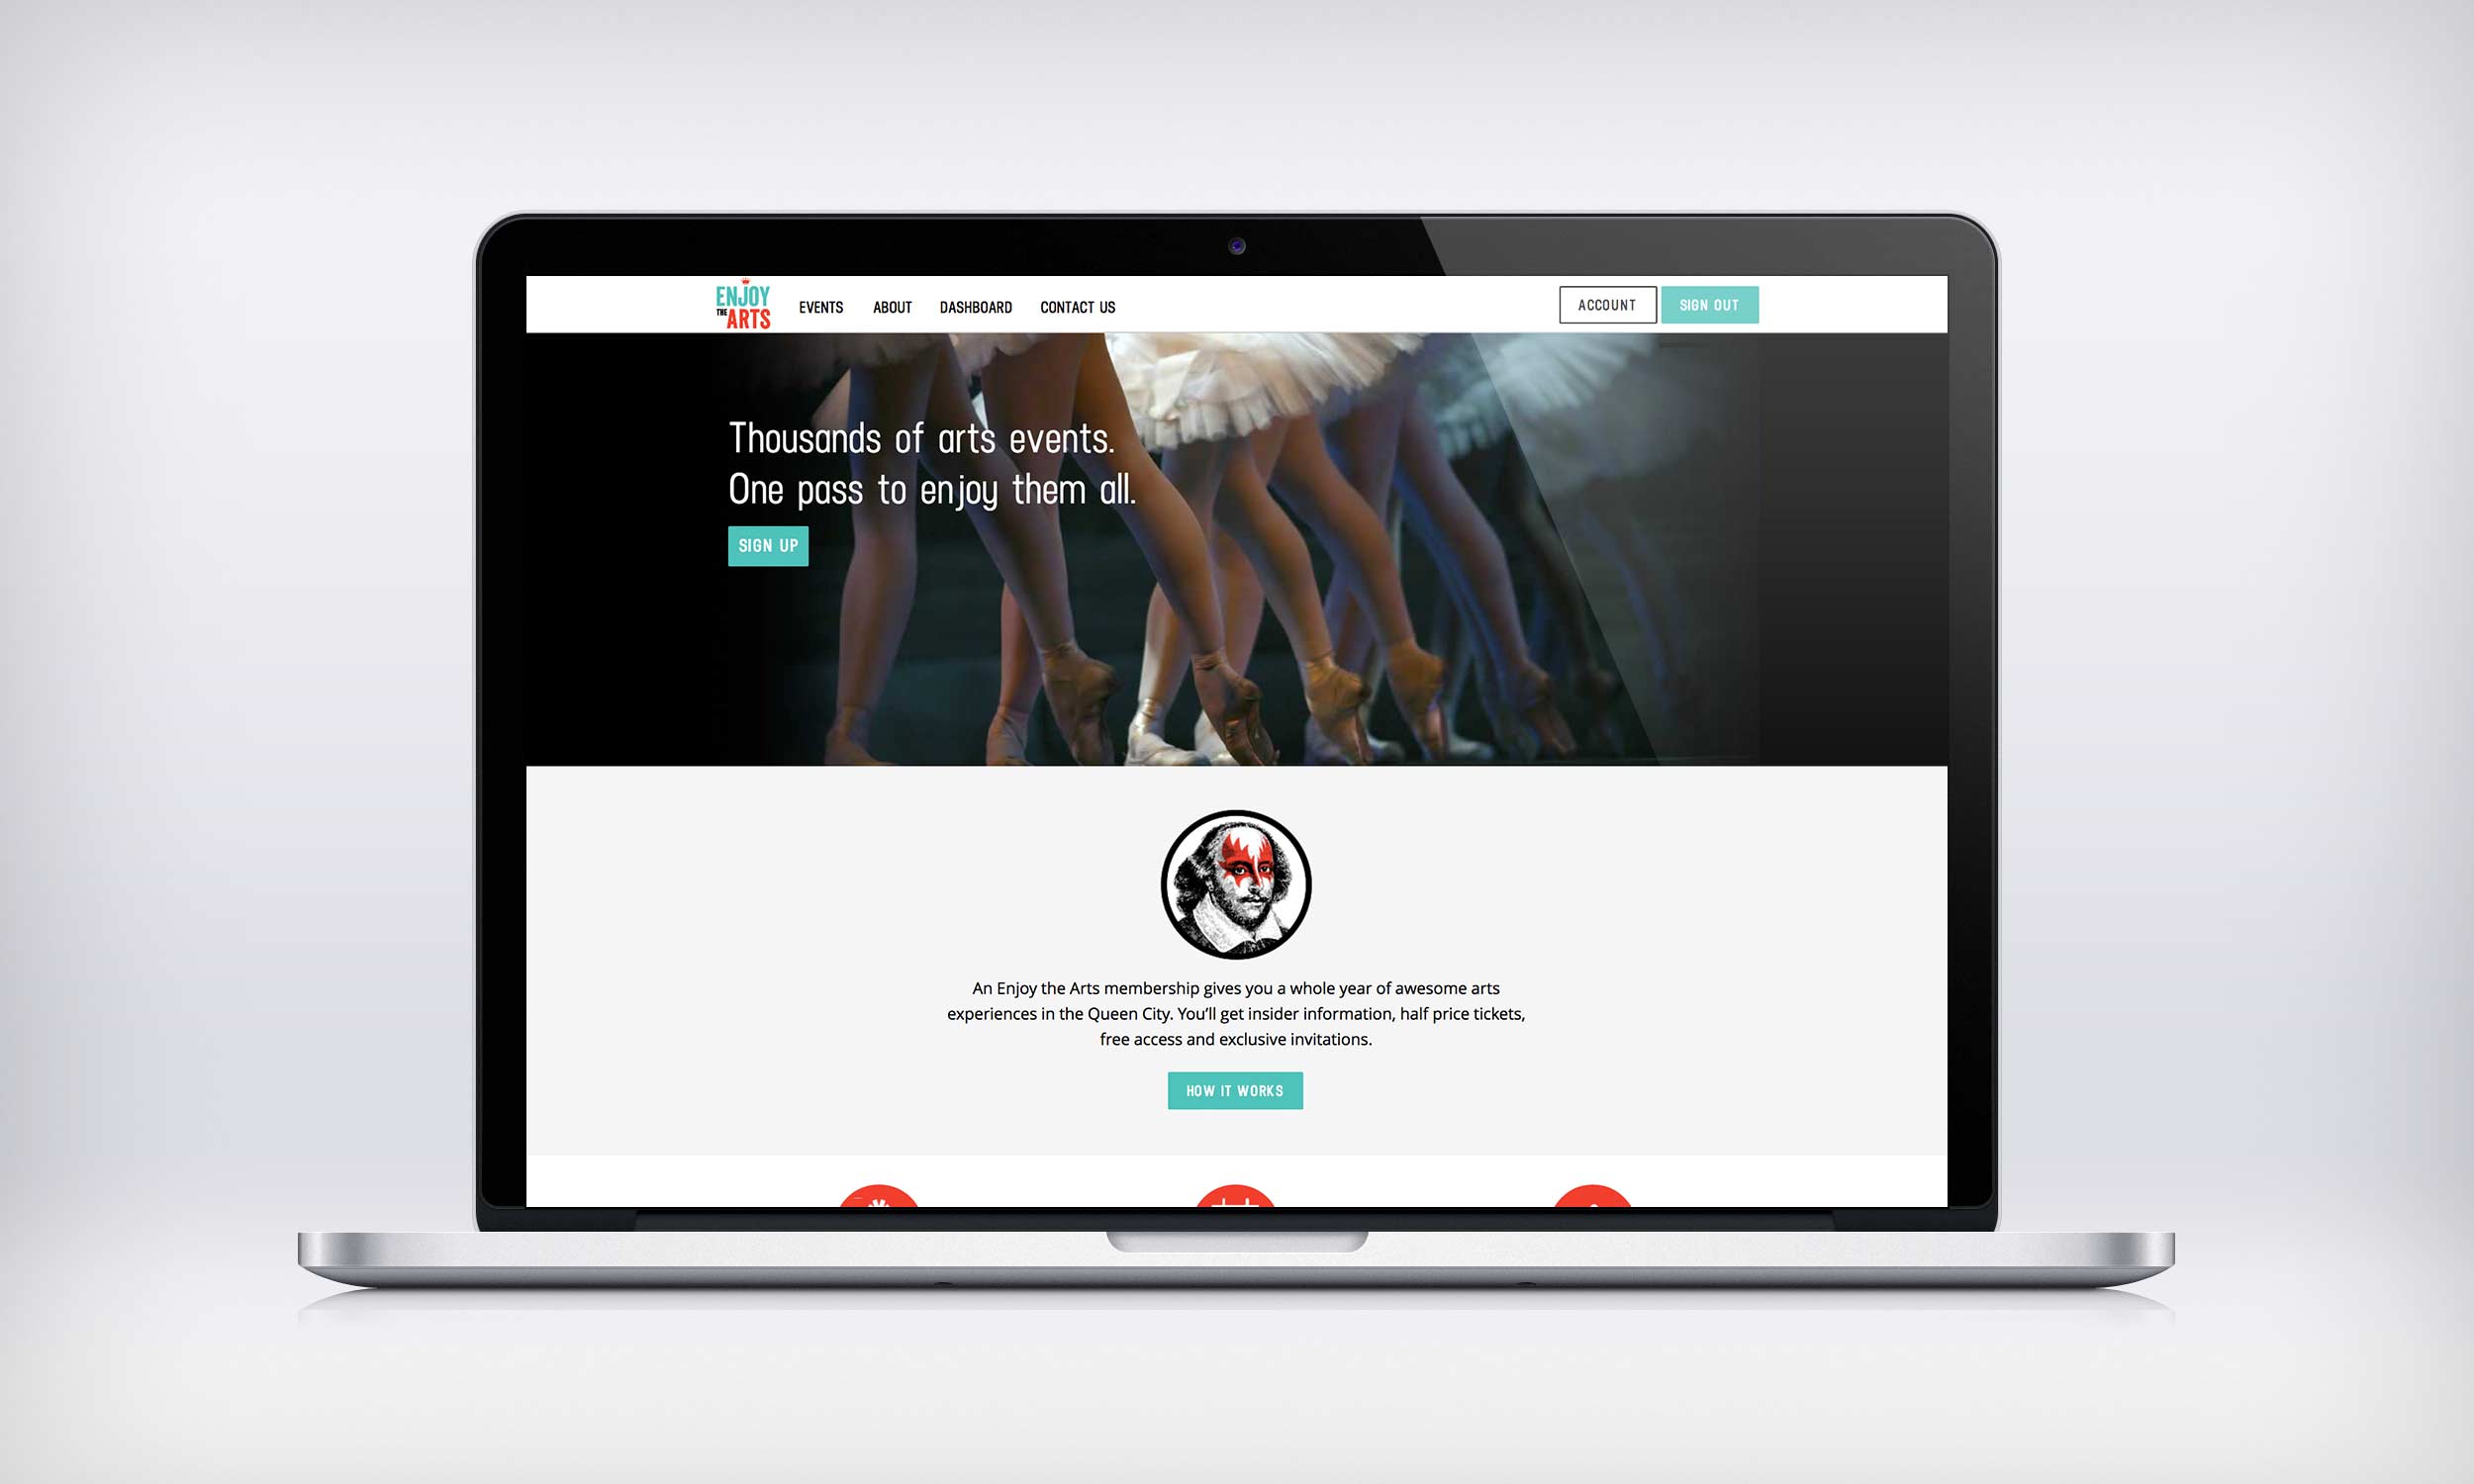 ENJOY
THE ARTS
EVENTS ABOUT DASHBOARD CONTACT US ACCOUNT SIGN OUT
Thousands of arts events.
One pass to enjoy them all.
SIGN UP
An Enjoy the Arts membership gives you a whole year of awesome arts
experiences in the Queen City. You’ll get insider information, half price tickets,
free access and exclusive invitations.
HOW IT WORKS